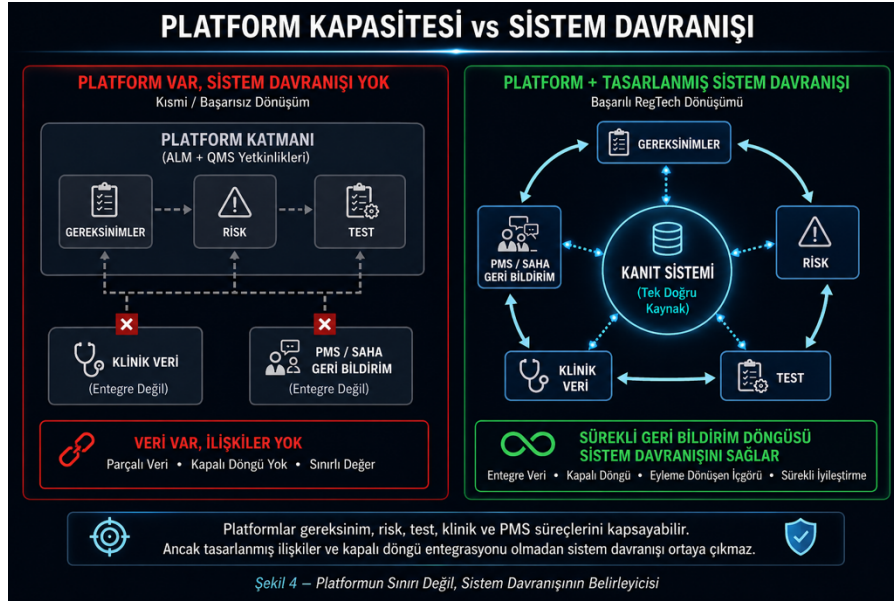 PLATFORM KAPASİTESİ vs SİSTEM DAVRANIŞI
PLATFORM VAR, SİSTEM DAVRANIŞI YOK
Kısmi / Başarısız Dönüşüm
PLATFORM KATMANI
(ALM + QMS Yetkinlikleri)
GEREKSİNİMLER
RİSK
TEST
KLİNİK VERİ
(Entegre Değil)
PMS / SAHA
GERİ BİLDİRİM
(Entegre Değil)
VERİ VAR, İLİŞKİLER YOK
Parçalı Veri • Kapalı Döngü Yok • Sınırlı Değer
PLATFORM + TASARLANMIŞ SİSTEM DAVRANIŞI
Başarılı RegTech Dönüşümü
GEREKSİNİMLER
PMS / SAHA
GERİ BİLDİRİM
KANIT SİSTEMİ
(Tek Doğru
Kaynak)
RİSK
KLİNİK
VERİ
TEST
SÜREKLİ GERİ BİLDİRİM DÖNGÜSÜ
SİSTEM DAVRANIŞINI SAĞLAR
Entegre Veri • Kapalı Döngü • Eyleme Dönüşen İçgörü • Sürekli İyileştirme
Platformlar gereksinim, risk, test, klinik ve PMS süreçlerini kapsayabilir.
Ancak tasarlanmış ilişkiler ve kapalı döngü entegrasyonu olmadan sistem davranışı ortaya çıkmaz.
Şekil 4 — Platformun Sınırı Değil, Sistem Davranışının Belirleyicisi